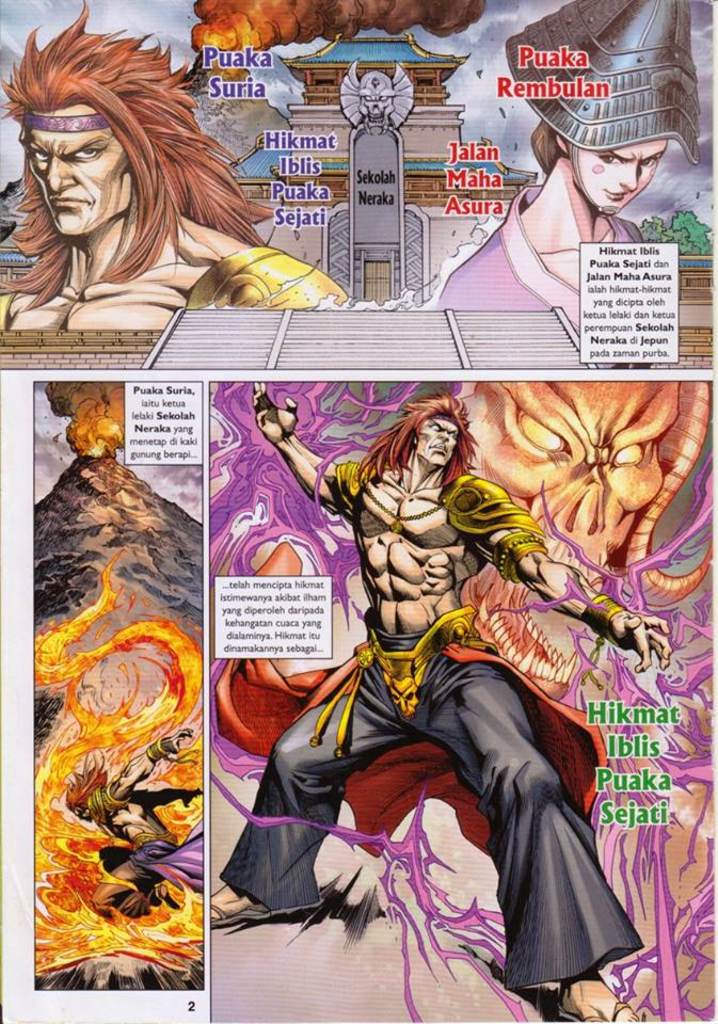 Puaka
Suria
Puaka
Rembulan
Hikmat
Iblis
Puaka
Sejati
Sekolah
Neraka
Jalan
Maha
Asura
Hikmat Iblis
Puaka Sejati dan
Jalan Maha Asura
ialah hikmat-hikmat
yang dicipta oleh
ketua lelaki dan ketua
perempuan Sekolah
Neraka di Jepun
pada zaman purba.
Puaka Suria,
iaitu ketua
lelaki Sekolah
Neraka yang
menetap di kaki
gunung berapi...
...telah mencipta hikmat
istimewanya akibat ilham
yang diperoleh daripada
kehangatan cuaca yang
dialaminya. Hikmat itu
dinamakannya sebagai...
Hikmat
Iblis
Puaka
Sejati
2